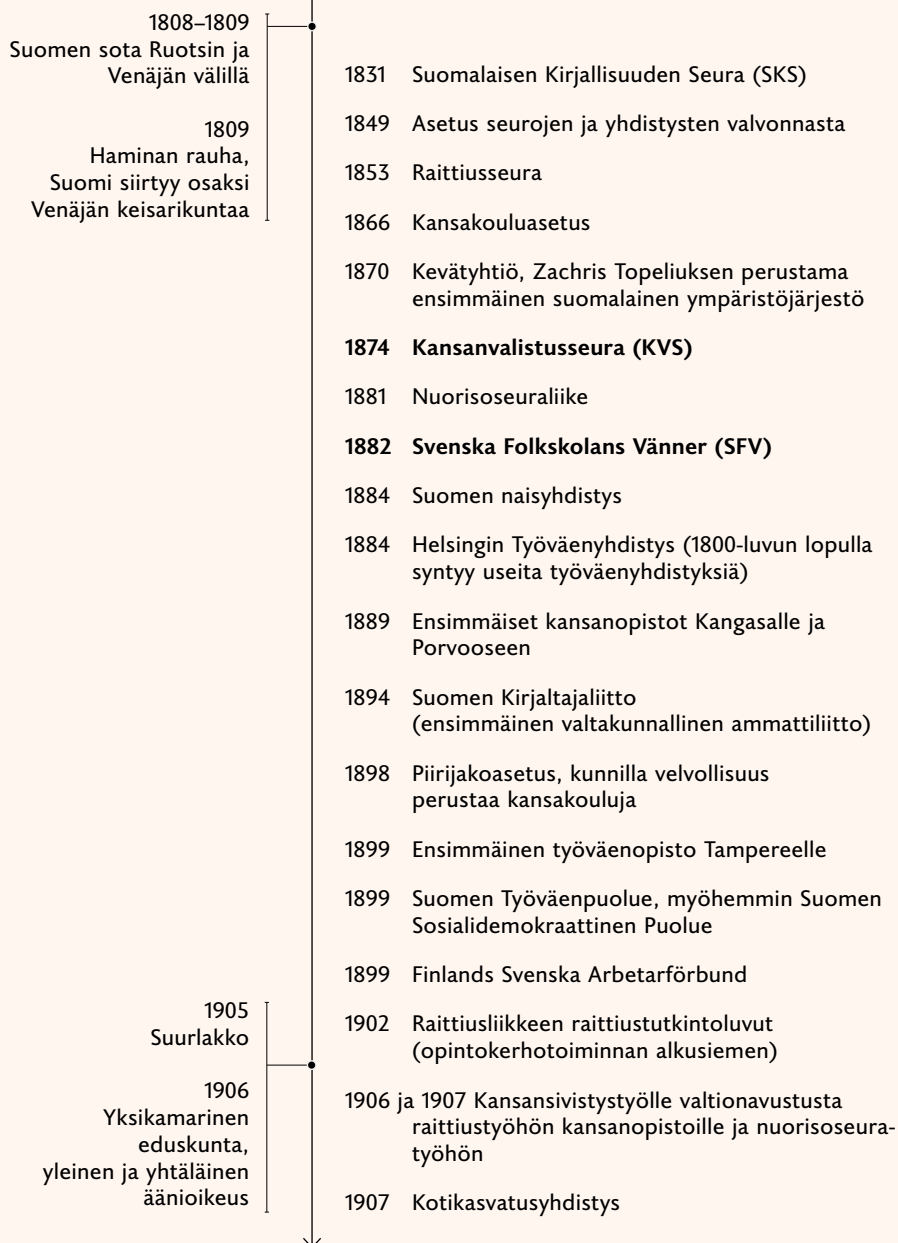 1808–1809
Suomen sota Ruotsin ja
Venäjän välillä
1809
Haminan rauha,
Suomi siirtyy osaksi
Venäjän keisarikuntaa
1831 Suomalaisen Kirjallisuuden Seura (SKS)
1849 Asetus seurojen ja yhdistysten valvonnasta
1853 Raittiusseura
1866 Kansakouluasetus
1870 Kevätyhtiö, Zachris Topeliuksen perustama
ensimmäinen suomalainen ympäristöjärjestö
1874 Kansanvalistusseura (KVS)
1881 Nuorisoseuraliike
1882 Svenska Folkskolans Vänner (SFV)
1884 Suomen naisyhdistys
1884 Helsingin Työväenyhdistys (1800-luvun lopulla
syntyy useita työväenyhdistyksiä)
1889 Ensimmäiset kansanopistot Kangasalle ja
Porvooseen
1894 Suomen Kirjaltajaliitto
(ensimmäinen valtakunnallinen ammattiliitto)
1898 Piirijakoasetus, kunnilla velvollisuus
perustaa kansakouluja
1899 Ensimmäinen työväenopisto Tampereelle
1899 Suomen Työväenpuolue, myöhemmin Suomen
Sosialidemokraattinen Puolue
1899 Finlands Svenska Arbetarförbund
1905
Suurlakko
1906
Yksikamarinen
eduskunta,
yleinen ja yhtäläinen
äänioikeus
1902 Raittiusliikkeen raittiustutkintoluvut
(opintokerhotoiminnan alkusiemen)
1906 ja 1907 Kansansivistystyölle valtionavustusta
raittiustyöhön kansanopistoille ja nuorisoseura-
työhön
1907 Kotikasvatusyhdistys